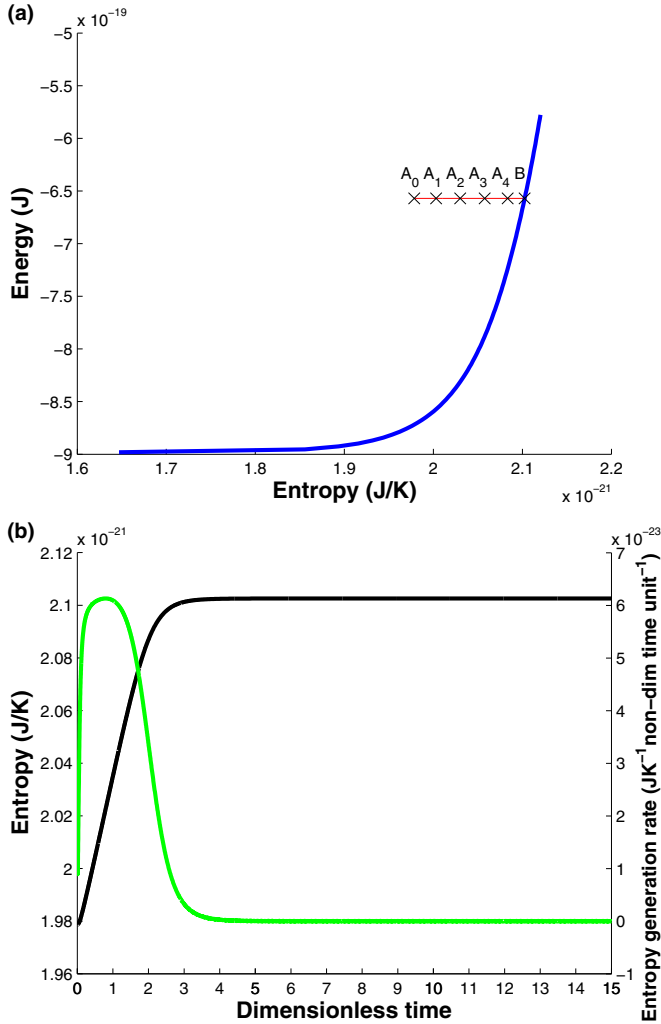 (a)
x 10⁻¹⁹
−5
−5.5
−6
−6.5
−7
−7.5
−8
−8.5
−9
Energy (J)
A₀ A₁ A₂ A₃ A₄ B
1.6 1.7 1.8 1.9 2 2.1 2.2
Entropy (J/K)
x 10⁻²¹
(b)
x 10⁻²¹
x 10⁻²³
2.12
2.1
2.08
2.06
2.04
2.02
2
1.98
1.96
Entropy (J/K)
7
6
5
4
3
2
1
0
−1
Entropy generation rate (JK⁻¹non−dim time unit⁻¹)
0 1 2 3 4 5 6 7 8 9 10 11 12 13 14 15
Dimensionless time